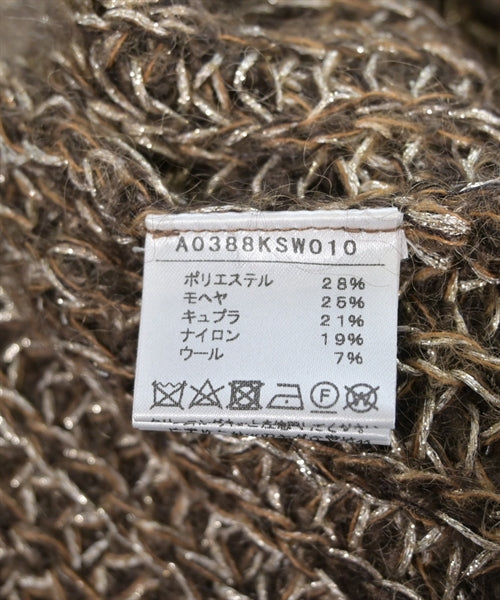 A0388KSW010
ポリエステル 28%
モヘヤ 25%
キュプラ 21%
ナイロン 19%
ウール 7%
F
W